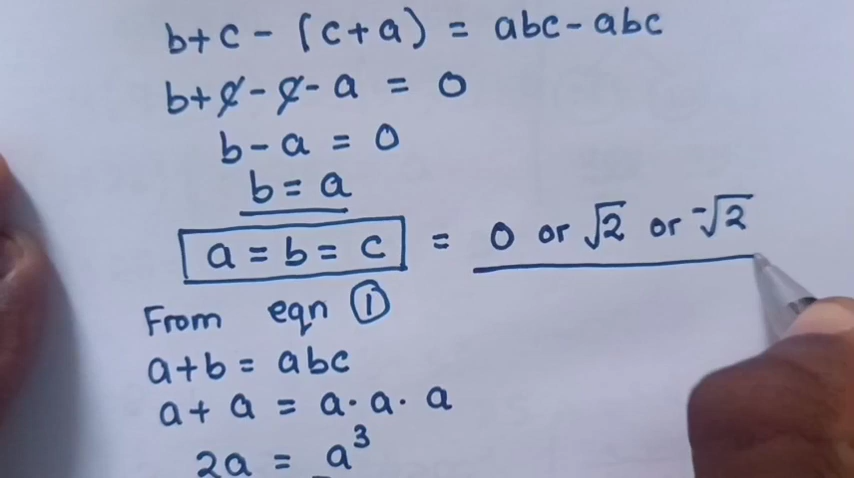 b+c - (c+a) = abc - abc
b+c - c - a = 0
b - a = 0
b = a
a = b = c = 0 or √2 or -√2
From eqn ①
a+b = abc
a+ a = a · a · a
2a = a³